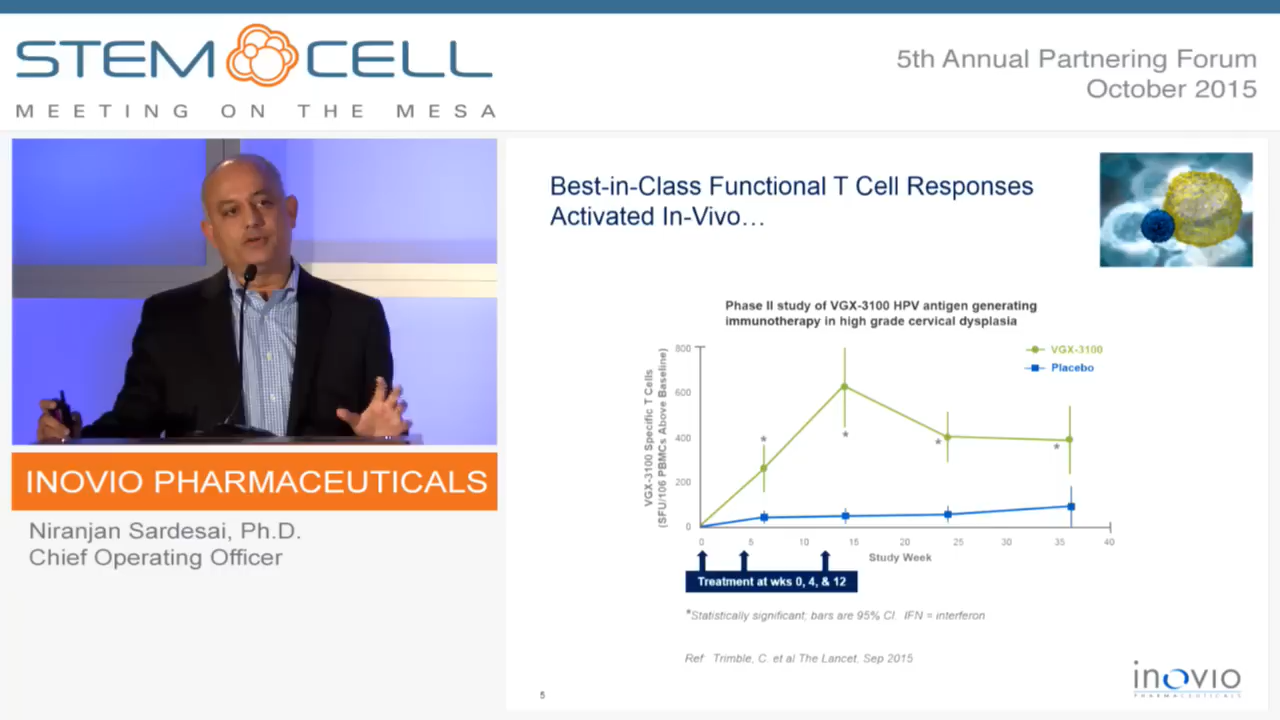 STEM CELL
MEETING ON THE MESA
5th Annual Partnering Forum
October 2015
INOVIO PHARMACEUTICALS
Niranjan Sardesai, Ph.D.
Chief Operating Officer
Best-in-Class Functional T Cell Responses
Activated In-Vivo…
Phase II study of VGX-3100 HPV antigen generating
immunotherapy in high grade cervical dysplasia
VGX-3100 Specific T Cells
(SFU/106 PBMCs Above Baseline)
800
600
400
200
0
VGX-3100
Placebo
* * * *
0 5 10 15 20 25 30 35 40
Study Week
Treatment at wks 0, 4, & 12
*Statistically significant; bars are 95% CI. IFN = interferon
Ref: Trimble, C. et al The Lancet, Sep 2015
5
inovio
PHARMACEUTICALS